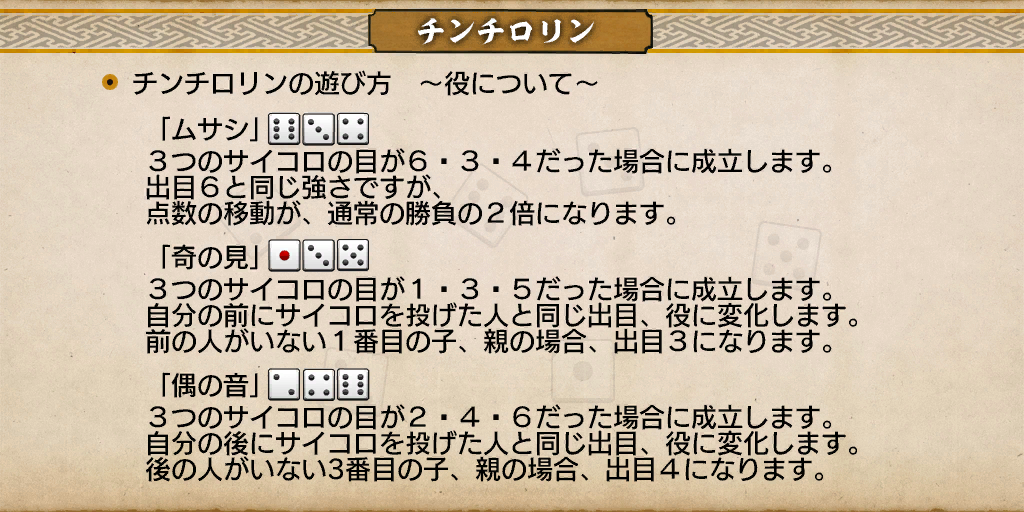 チンチロリン
チンチロリンの遊び方　～役について～
「ムサシ」
３つのサイコロの目が６・３・４だった場合に成立します。
出目６と同じ強さですが、
点数の移動が、通常の勝負の２倍になります。
「奇の見」
３つのサイコロの目が１・３・５だった場合に成立します。
自分の前にサイコロを投げた人と同じ出目、役に変化します。
前の人がいない１番目の子、親の場合、出目３になります。
「偶の音」
３つのサイコロの目が２・４・６だった場合に成立します。
自分の後にサイコロを投げた人と同じ出目、役に変化します。
後の人がいない3番目の子、親の場合、出目４になります。